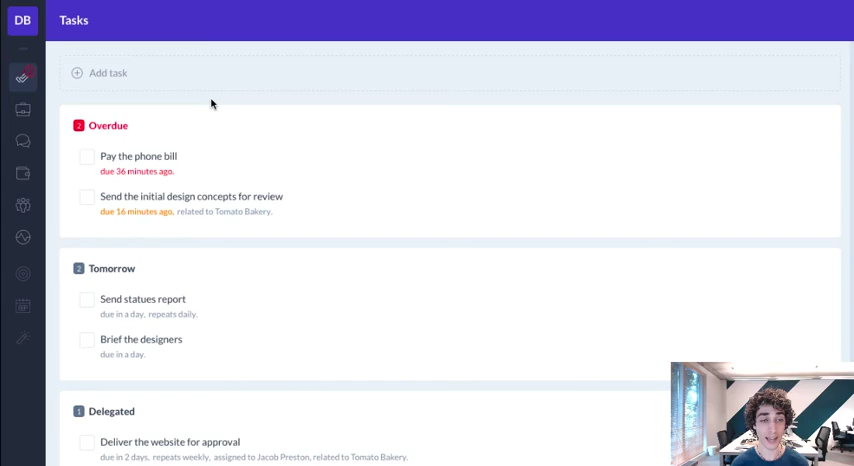 DB
Tasks
Add task
2 Overdue
Pay the phone bill
due 36 minutes ago.
Send the initial design concepts for review
due 16 minutes ago, related to Tomato Bakery.
2 Tomorrow
Send statues report
due in a day, repeats daily.
Brief the designers
due in a day.
1 Delegated
Deliver the website for approval
due in 2 days, repeats weekly, assigned to Jacob Preston, related to Tomato Bakery.